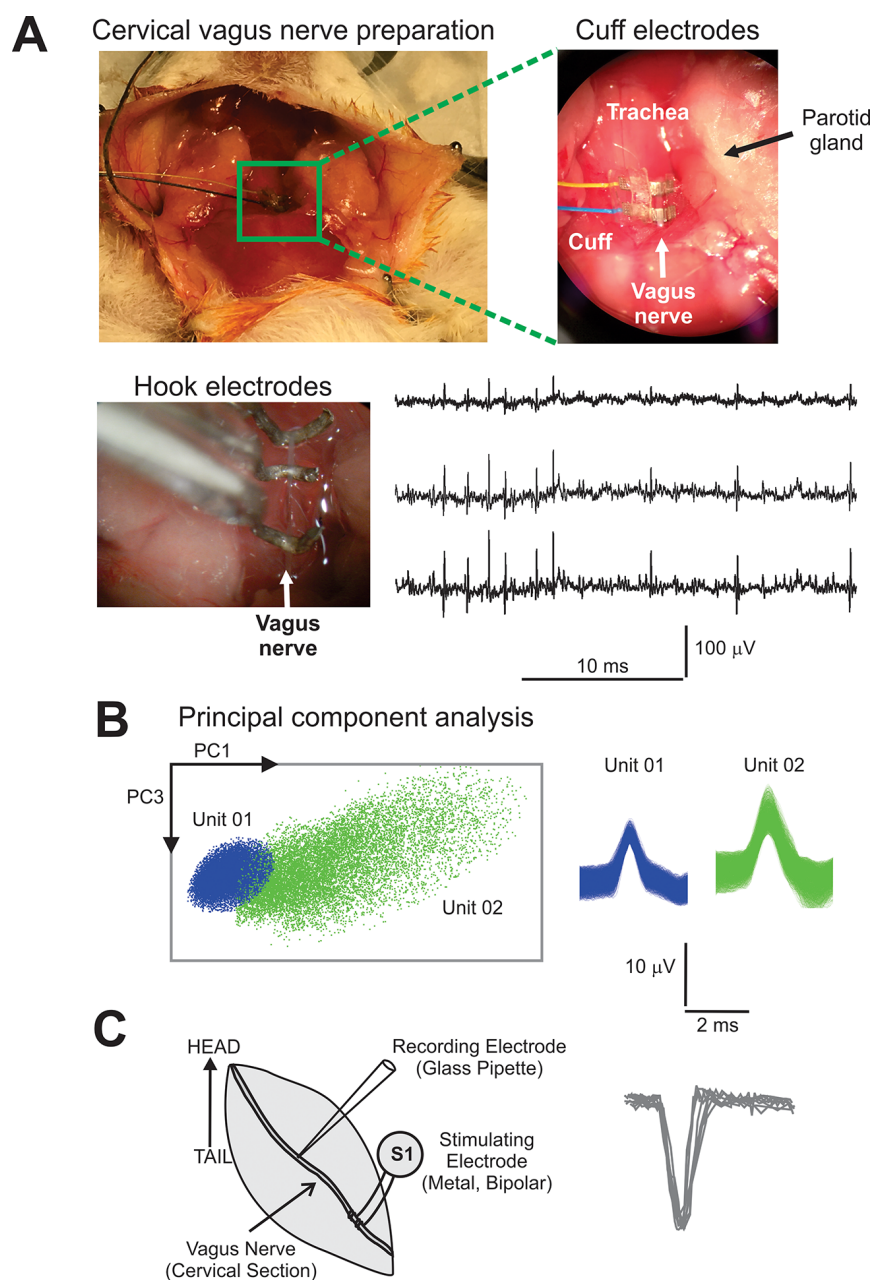 A
Cervical vagus nerve preparation
Cuff electrodes
Trachea
Parotid
gland
Cuff
Vagus
nerve
Hook electrodes
Vagus
nerve
100 μV
10 ms
B
Principal component analysis
PC1
PC3
Unit 01
Unit 02
Unit 01
Unit 02
10 μV
2 ms
C
HEAD
TAIL
Recording Electrode
(Glass Pipette)
S1
Stimulating
Electrode
(Metal, Bipolar)
Vagus Nerve
(Cervical Section)